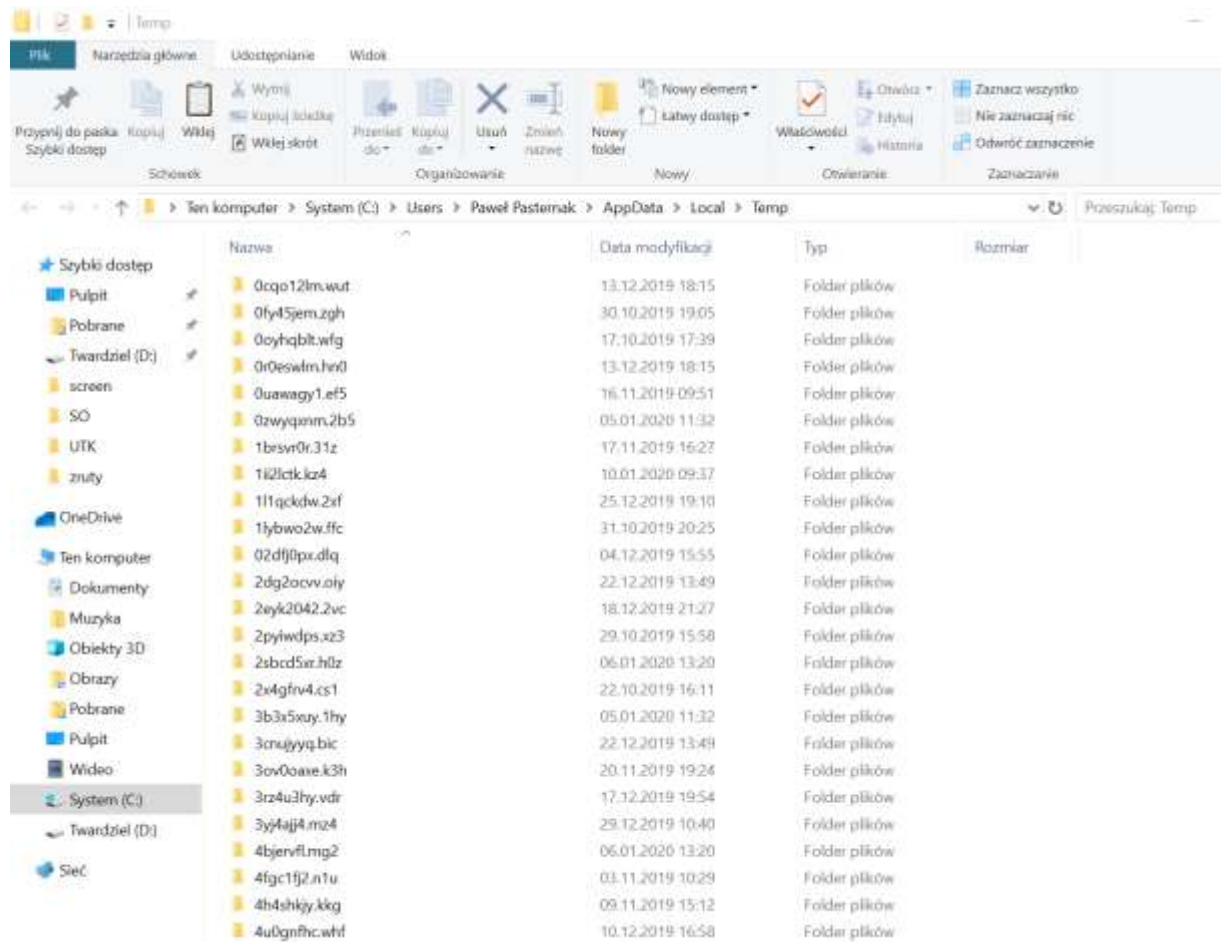 Temp
Plik Narzędzia główne Udostępnianie Widok
Przypnij do paska Szybki dostęp
Kopiuj
Wklej
Wytnij
Kopiuj ścieżkę
Wklej skrót
Przenieś do
Kopiuj do
Usuń
Zmień nazwę
Nowy folder
Nowy element
Łatwy dostęp
Właściwości
Otwórz
Edytuj
Historia
Zaznacz wszystko
Nie zaznaczaj nic
Odwróć zaznaczenie
Schowek Organizowanie Nowy Otwieranie Zaznaczanie
Ten komputer > System (C:) > Users > Paweł Pasternak > AppData > Local > Temp
Przeszukaj: Temp
Szybki dostęp
Pulpit
Pobrane
Twardziel (D:)
screen
SO
UTK
zruty
OneDrive
Ten komputer
Dokumenty
Muzyka
Obiekty 3D
Obrazy
Pobrane
Pulpit
Wideo
System (C:)
Twardziel (D:)
Sieć
Nazwa Data modyfikacji Typ Rozmiar
0cqo12lm.wut 13.12.2019 18:15 Folder plików
0fy45jem.zgh 30.10.2019 19:05 Folder plików
0oyhqblt.wfg 17.10.2019 17:39 Folder plików
0r0eswlm.hn0 13.12.2019 18:15 Folder plików
0uawagy1.ef5 16.11.2019 09:51 Folder plików
0zwyqxnm.2b5 05.01.2020 11:32 Folder plików
1brsvr0r.31z 17.11.2019 16:27 Folder plików
1ii2lctk.kz4 10.01.2020 09:37 Folder plików
1l1qckdw.2xf 25.12.2019 19:10 Folder plików
1lybwo2w.ffc 31.10.2019 20:25 Folder plików
02dfj0px.dlq 04.12.2019 15:55 Folder plików
2dg2ocvv.oiy 22.12.2019 13:49 Folder plików
2eyk2042.2vc 18.12.2019 21:27 Folder plików
2pyiwdps.xz3 29.10.2019 15:58 Folder plików
2sbcd5xr.h0z 06.01.2020 13:20 Folder plików
2x4gfrv4.cs1 22.10.2019 16:11 Folder plików
3b3x5xuy.1hy 05.01.2020 11:32 Folder plików
3cnujyyq.bic 22.12.2019 13:49 Folder plików
3ov0oaxe.k3h 20.11.2019 19:24 Folder plików
3rz4u3hy.vdr 17.12.2019 19:54 Folder plików
3yj4ajj4.mz4 29.12.2019 10:40 Folder plików
4bjervfl.mg2 06.01.2020 13:20 Folder plików
4fgc1fj2.n1u 03.11.2019 10:29 Folder plików
4h4shkjy.kkg 09.11.2019 15:12 Folder plików
4u0gnfhc.whf 10.12.2019 16:58 Folder plików